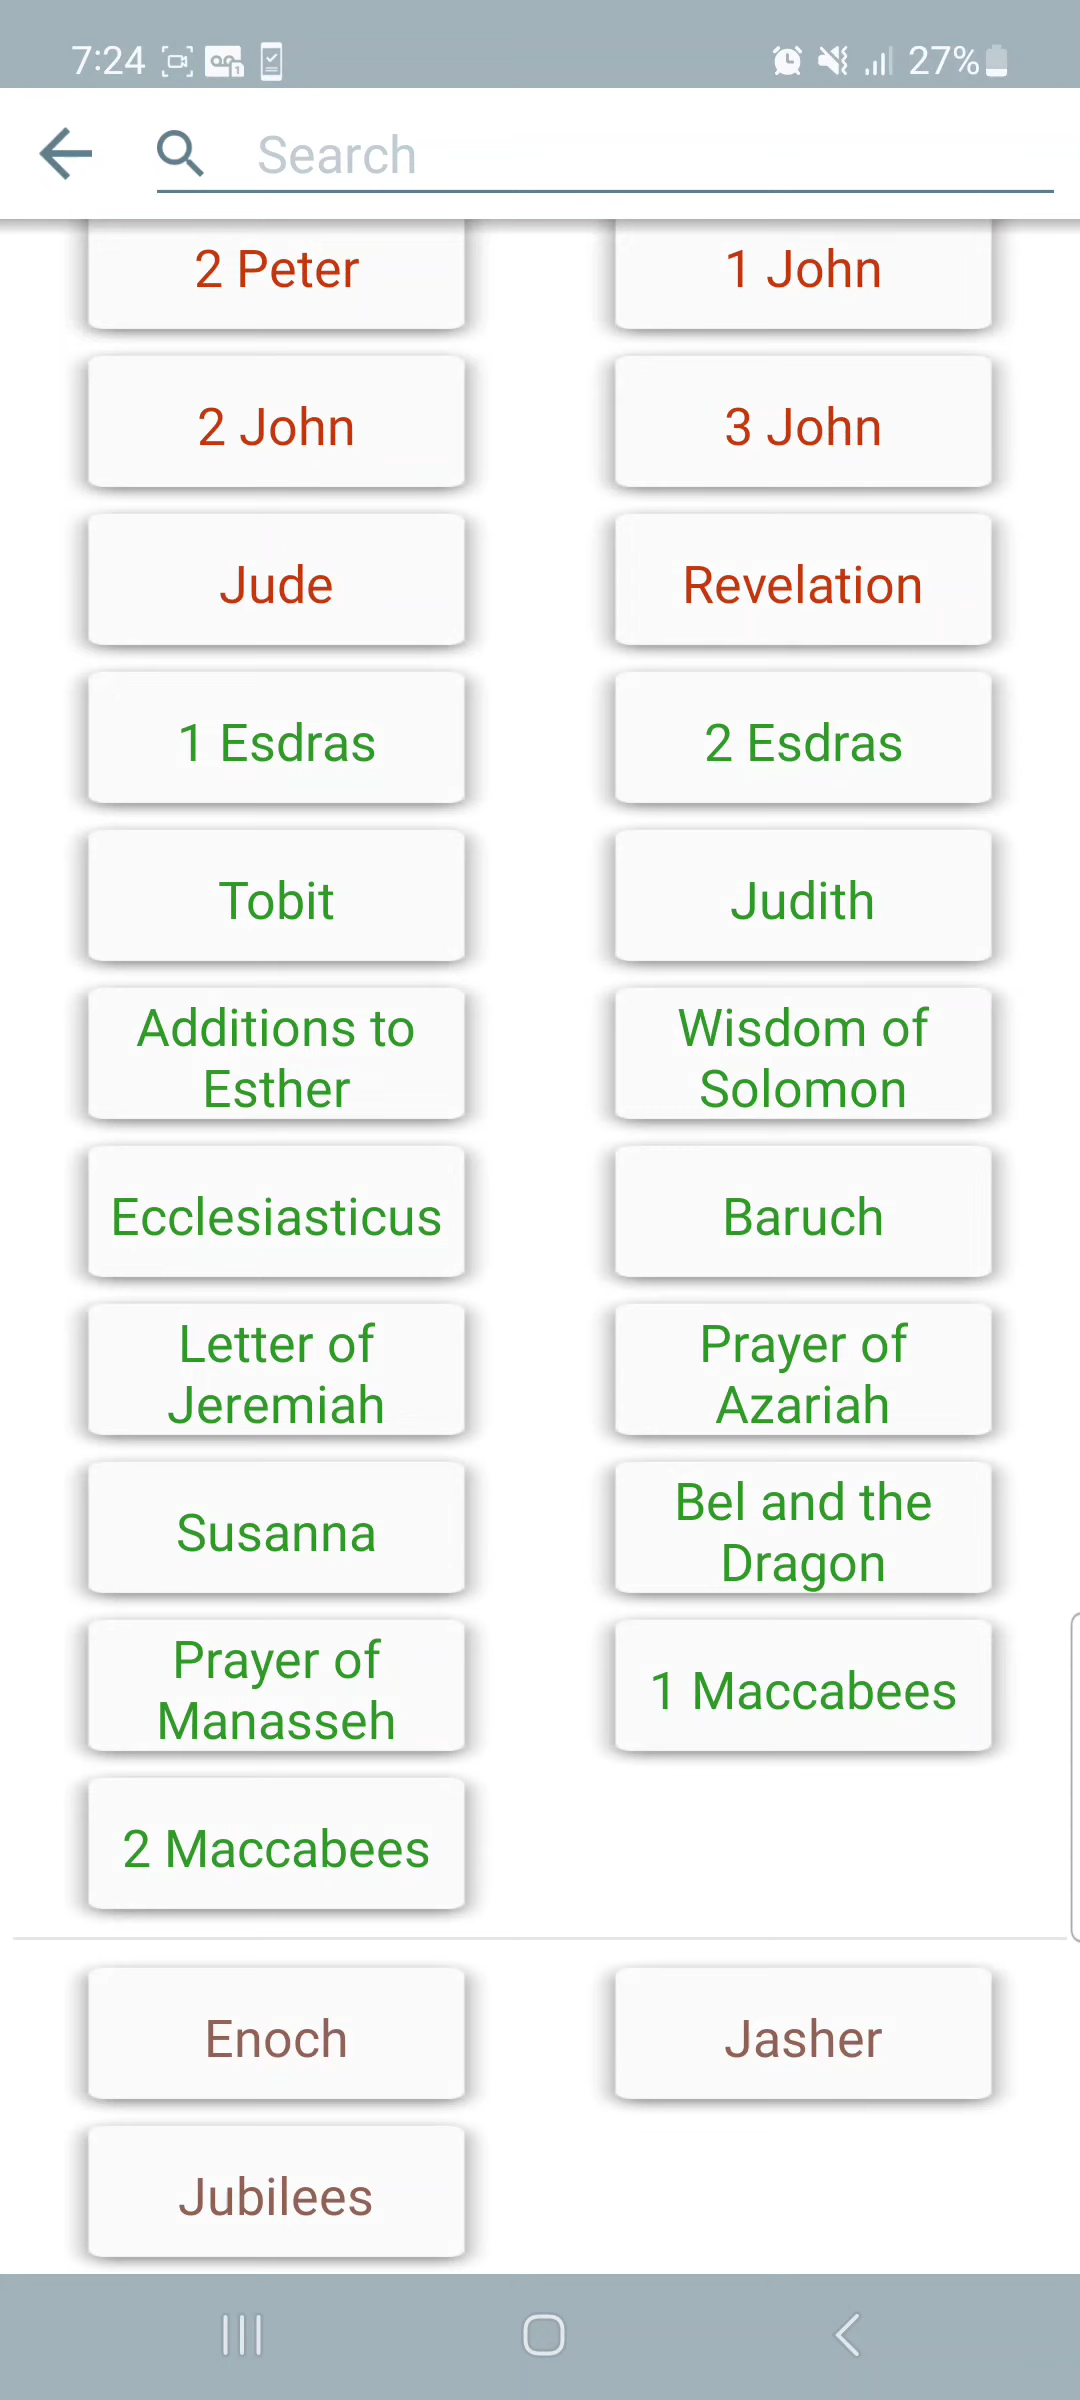 7:24
27%
Search
2 Peter
1 John
2 John
3 John
Jude
Revelation
1 Esdras
2 Esdras
Tobit
Judith
Additions to
Esther
Wisdom of
Solomon
Ecclesiasticus
Baruch
Letter of
Jeremiah
Prayer of
Azariah
Susanna
Bel and the
Dragon
Prayer of
Manasseh
1 Maccabees
2 Maccabees
Enoch
Jasher
Jubilees